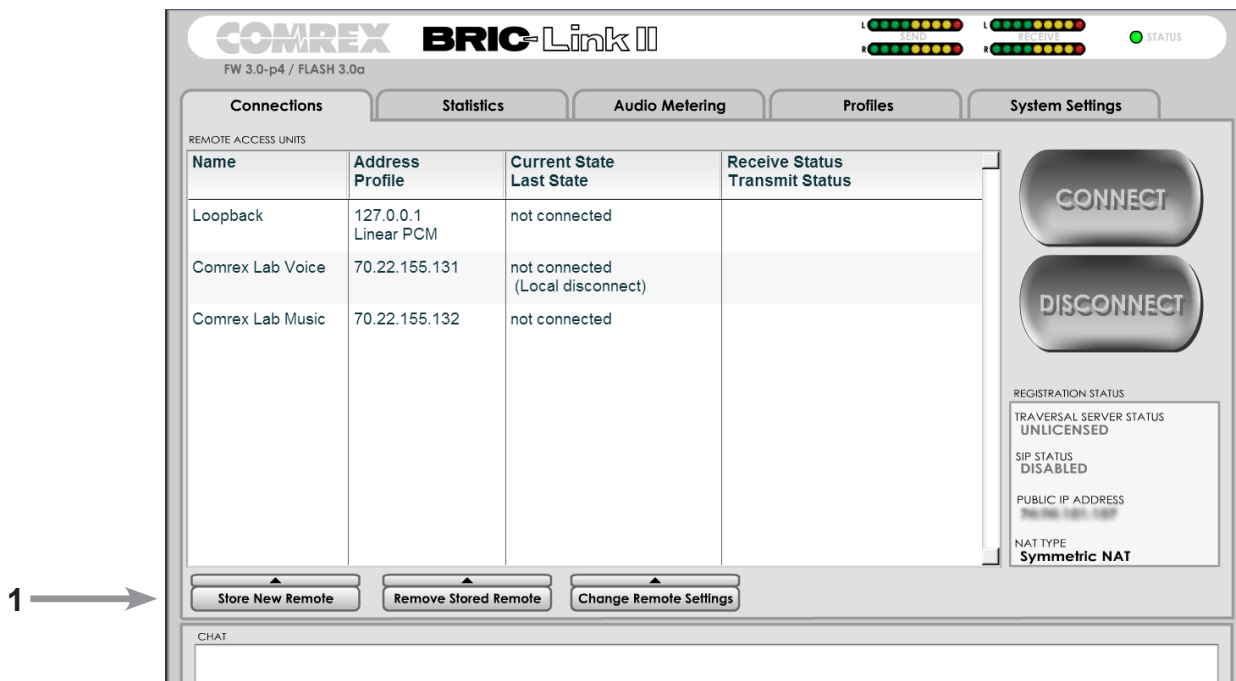 COMREX BRIC-Link II
L SEND
R
L RECEIVE
R
STATUS
FW 3.0-p4 / FLASH 3.0a
Connections Statistics Audio Metering Profiles System Settings
REMOTE ACCESS UNITS
Name Address Current State Receive Status
Profile Last State Transmit Status
Loopback 127.0.0.1 not connected
Linear PCM
Comrex Lab Voice 70.22.155.131 not connected
(Local disconnect)
Comrex Lab Music 70.22.155.132 not connected
CONNECT
DISCONNECT
REGISTRATION STATUS
TRAVERSAL SERVER STATUS
UNLICENSED
SIP STATUS
DISABLED
PUBLIC IP ADDRESS
NAT TYPE
Symmetric NAT
1
Store New Remote Remove Stored Remote Change Remote Settings
CHAT